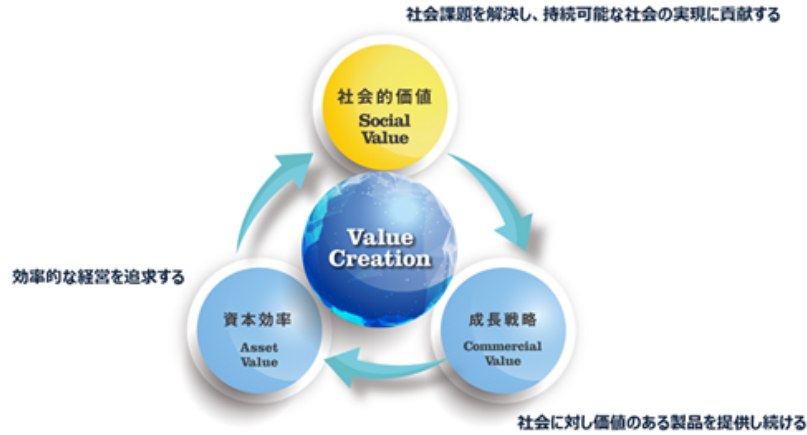 社会課題を解決し、持続可能な社会の実現に貢献する
社会的価値
Social
Value
Value
Creation
効率的な経営を追求する
資本効率
Asset
Value
成長戦略
Commercial
Value
社会に対し価値のある製品を提供し続ける